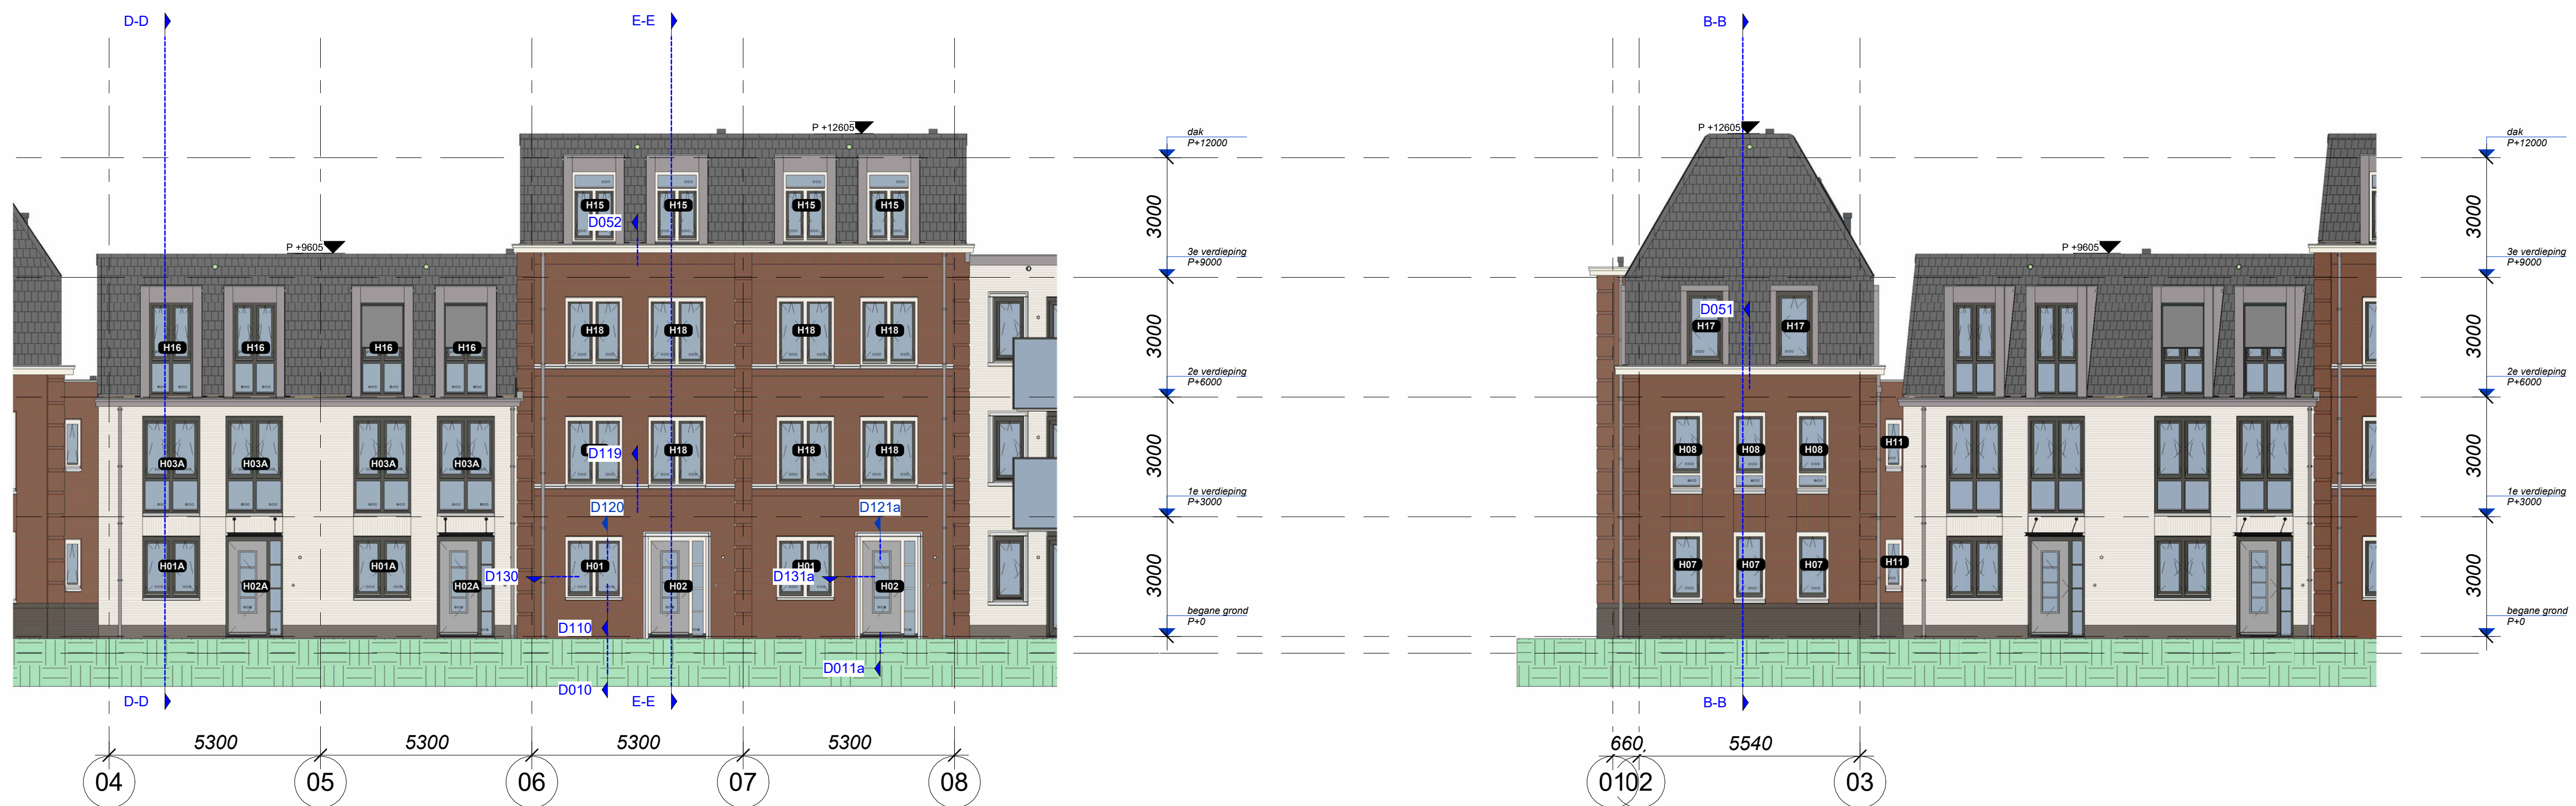 D-D
E-E
B-B
P +12605
P +12605
dak
P+12000
dak
P+12000
H15
H15
H15
H15
D052
3000
3000
P +9605
P +9605
3e verdieping
P+9000
3e verdieping
P+9000
H16
H16
H16
H16
H18
H18
H18
H18
D051
H17
H17
3000
3000
2e verdieping
P+6000
2e verdieping
P+6000
H03A
H03A
H03A
H03A
D119
H18
H18
H18
H08
H08
H08
H11
3000
3000
1e verdieping
P+3000
1e verdieping
P+3000
D120
D121a
H01A
H02A
H01A
H02A
D130
H01
H02
D131a
H01
H02
H07
H07
H07
H11
3000
3000
begane grond
P+0
begane grond
P+0
D110
D011a
D010
D-D
E-E
B-B
5300
5300
5300
5300
660
5540
04
05
06
07
08
01
02
03